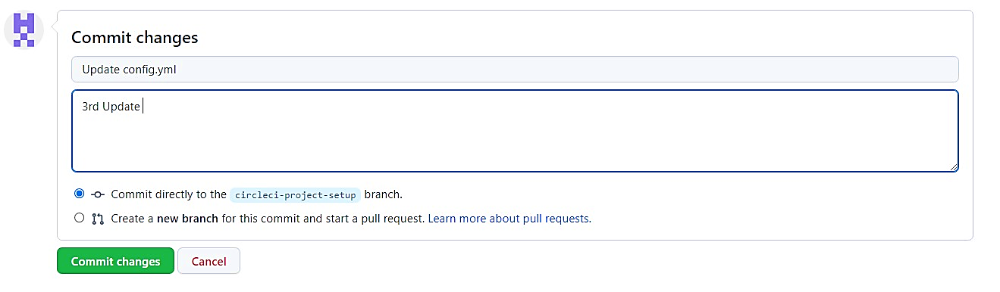 Commit changes
Update config.yml
3rd Update
Commit directly to the circleci-project-setup branch.
Create a new branch for this commit and start a pull request. Learn more about pull requests.
Commit changes Cancel